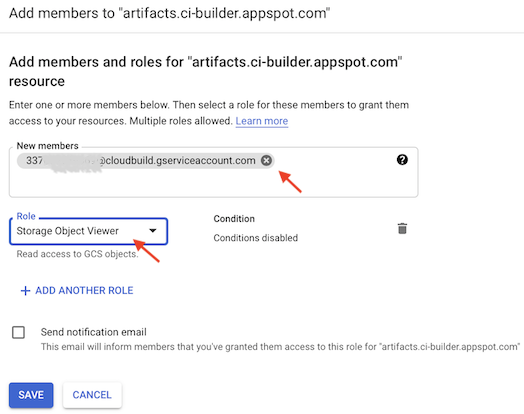 Add members to "artifacts.ci-builder.appspot.com"
Add members and roles for "artifacts.ci-builder.appspot.com"
resource
Enter one or more members below. Then select a role for these members to grant them
access to your resources. Multiple roles allowed. Learn more
New members
337 @cloudbuild.gserviceaccount.com
Role
Storage Object Viewer
Condition
Conditions disabled
Read access to GCS objects.
ADD ANOTHER ROLE
Send notification email
This email will inform members that you've granted them access to this role for "artifacts.ci-builder.appspot.com"
SAVE
CANCEL